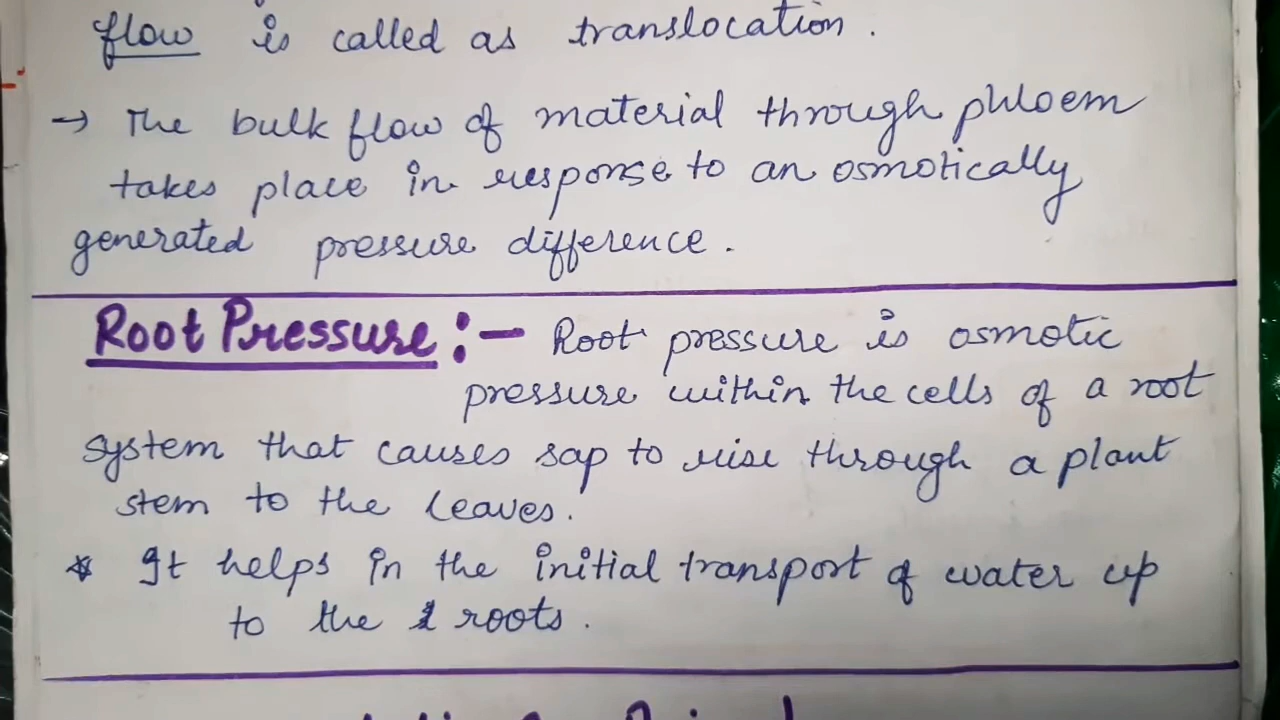 flow is called as translocation.
→ The bulk flow of material through phloem
takes place in response to an osmotically
generated pressure difference.
Root Pressure :- Root pressure is osmotic
pressure within the cells of a root
system that causes sap to rise through a plant
stem to the leaves.
* It helps in the initial transport of water up
to the roots.